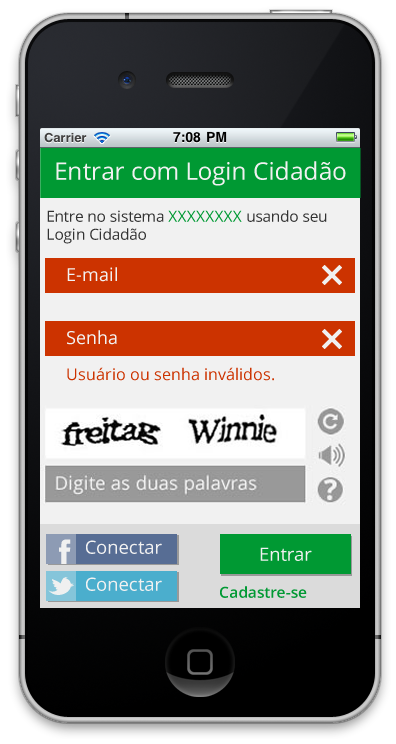 Carrier 7:08 PM
Entrar com Login Cidadão
Entre no sistema XXXXXXXX usando seu
Login Cidadão
E-mail
Senha
Usuário ou senha inválidos.
freitag Winnie
Digite as duas palavras
f Conectar
Entrar
Conectar
Cadastre-se